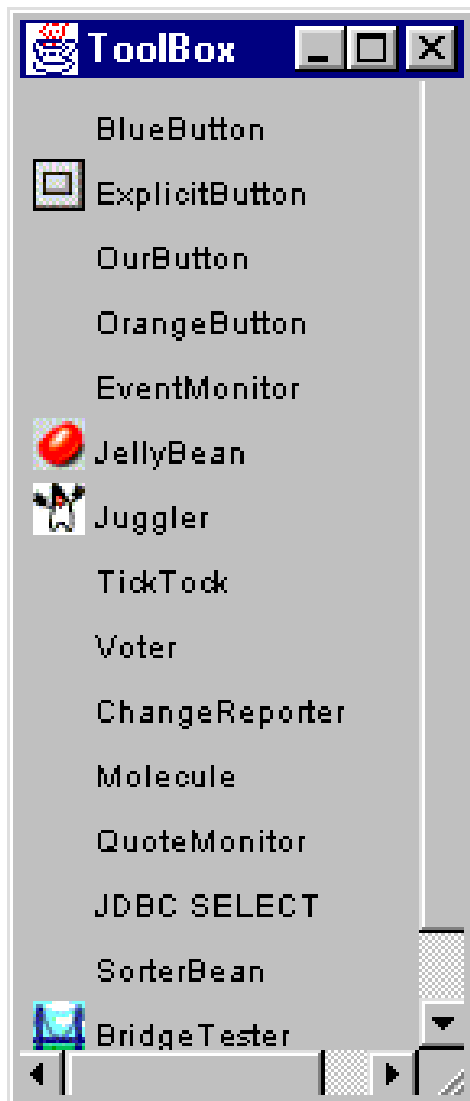 ToolBox
BlueButton
ExplicitButton
OurButton
OrangeButton
EventMonitor
JellyBean
Juggler
TickTock
Voter
ChangeReporter
Molecule
QuoteMonitor
JDBC SELECT
SorterBean
BridgeTester